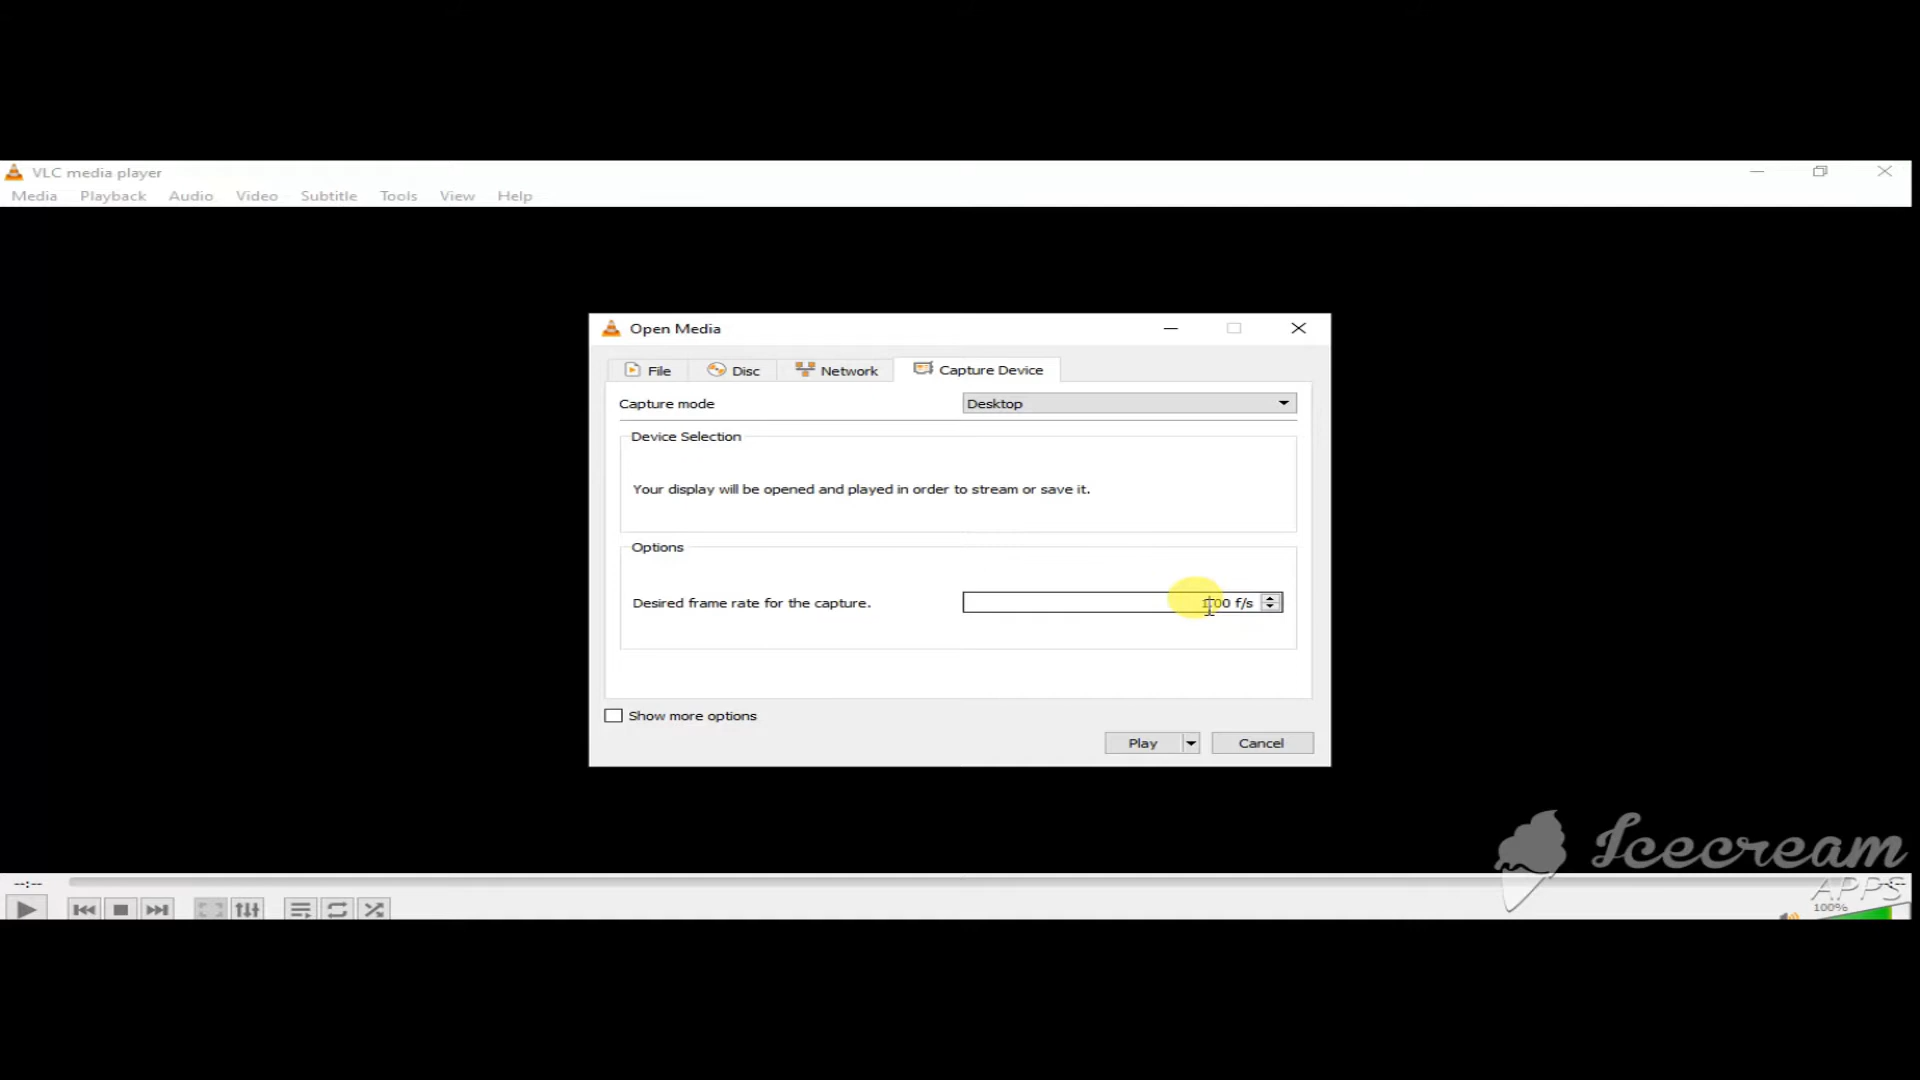 VLC media player
Media Playback Audio Video Subtitle Tools View Help
Open Media
File Disc Network Capture Device
Capture mode Desktop
Device Selection
Your display will be opened and played in order to stream or save it.
Options
Desired frame rate for the capture. 1.00 f/s
Show more options
Play Cancel
Icecream
APPS
--:-- --:--
100%